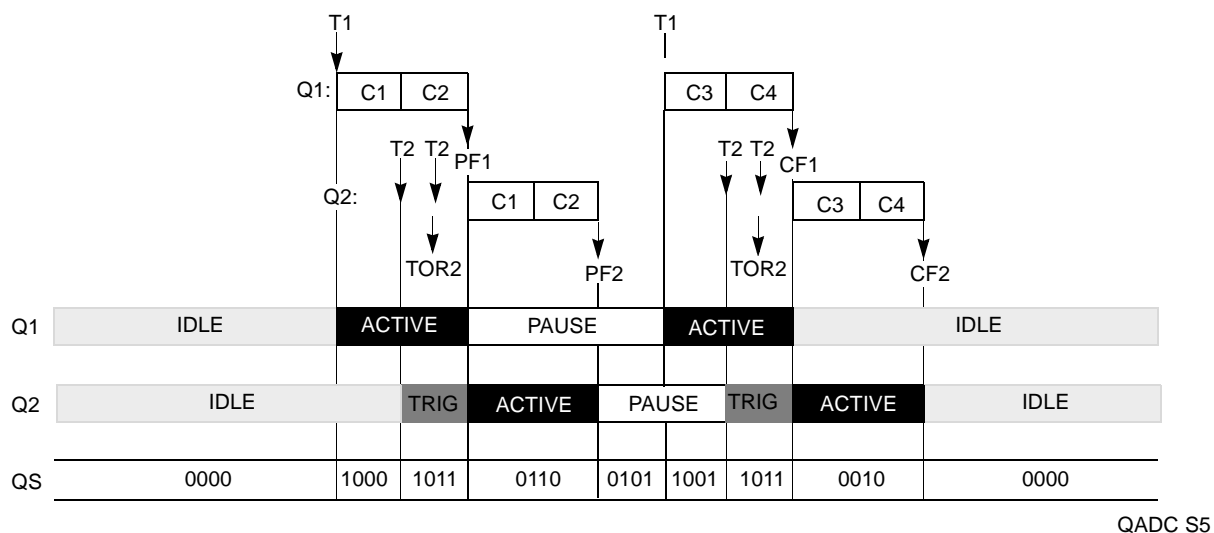 T1 T1
Q1: C1 C2 C3 C4
T2 T2 PF1 T2 T2 CF1
Q2: C1 C2 C3 C4
TOR2 PF2 TOR2 CF2
Q1 IDLE ACTIVE PAUSE ACTIVE IDLE
Q2 IDLE TRIG ACTIVE PAUSE TRIG ACTIVE IDLE
QS 0000 1000 1011 0110 0101 1001 1011 0010 0000
QADC S5